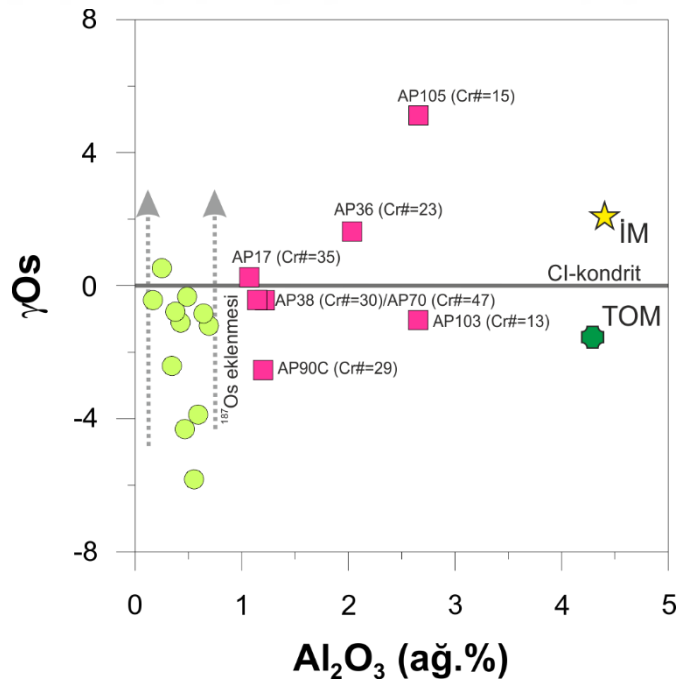 8
AP105 (Cr#=15)
4
AP36 (Cr#=23)
İM
AP17 (Cr#=35)
CI-kondrit
0
γOs
AP38 (Cr#=30)/AP70 (Cr#=47)
TOM
AP103 (Cr#=13)
AP90C (Cr#=29)
¹⁸⁷Os eklenmesi
-4
-8
0 1 2 3 4 5
Al₂O₃ (ağ.%)